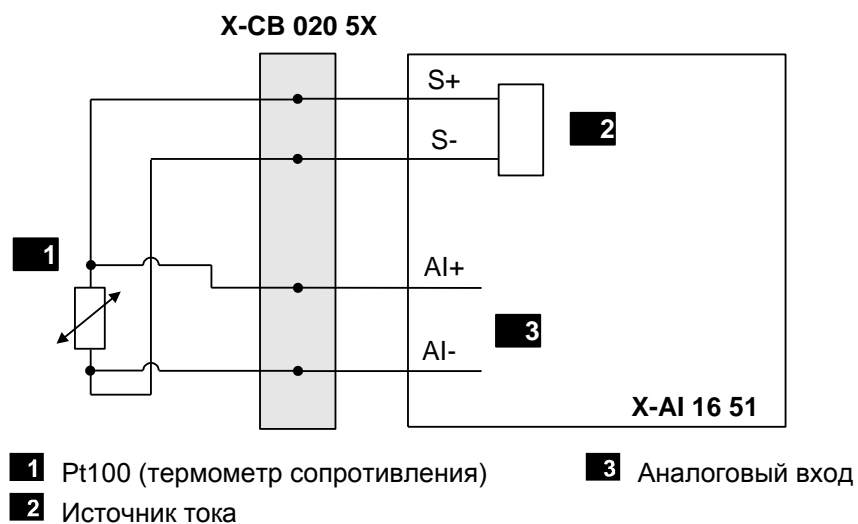 X-CB 020 5X
S+
2
S-
1
AI+
3
AI-
X-AI 16 51
1 Pt100 (термометр сопротивления)
3 Аналоговый вход
2 Источник тока